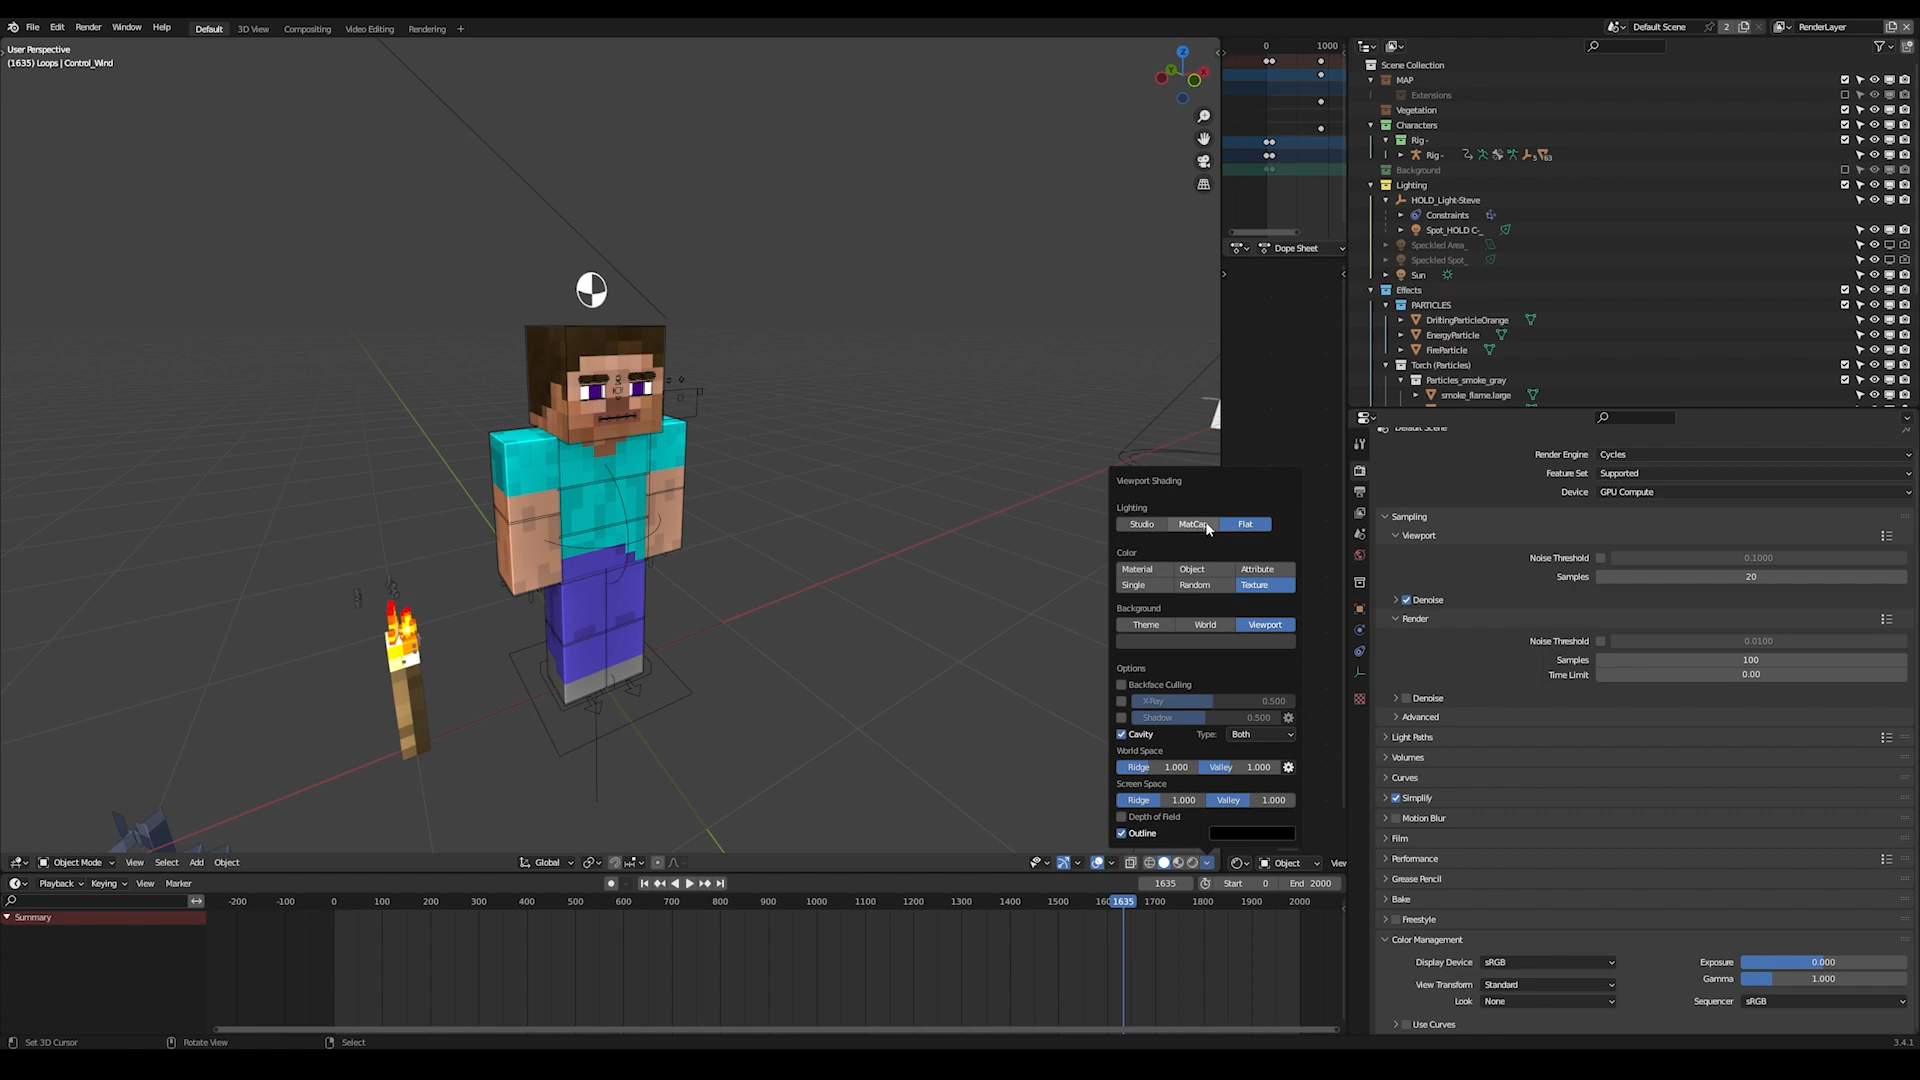 File Edit Render Window Help Default 3D View Compositing Video Editing Rendering +
Default Scene 2 RenderLayer
User Perspective
(1635) Loops | Control_Wind
0 1000
Dope Sheet
Scene Collection
MAP
Extensions
Vegetation
Characters
Rig-
Rig- 5 63
Background
Lighting
HOLD_Light-Steve
Constraints
Spot_HOLD C-_
Speckled Area_
Speckled Spot_
Sun
Effects
PARTICLES
DriftingParticleOrange
EnergyParticle
FireParticle
Torch (Particles)
Particles_smoke_gray
smoke_flame.large
Viewport Shading
Lighting
Studio MatCap Flat
Color
Material Object Attribute
Single Random Texture
Background
Theme World Viewport
Options
Backface Culling
X-Ray 0.500
Shadow 0.500
Cavity Type: Both
World Space
Ridge 1.000 Valley 1.000
Screen Space
Ridge 1.000 Valley 1.000
Depth of Field
Outline
Default Scene
Render Engine Cycles
Feature Set Supported
Device GPU Compute
Sampling
Viewport
Noise Threshold 0.1000
Samples 20
Denoise
Render
Noise Threshold 0.0100
Samples 100
Time Limit 0.00
Denoise
Advanced
Light Paths
Volumes
Curves
Simplify
Motion Blur
Film
Performance
Grease Pencil
Bake
Freestyle
Color Management
Display Device sRGB Exposure 0.000
Gamma 1.000
View Transform Standard
Look None Sequencer sRGB
Use Curves
Object Mode View Select Add Object Global Object View
Playback Keying View Marker 1635 Start 0 End 2000
-200 -100 0 100 200 300 400 500 600 700 800 900 1000 1100 1200 1300 1400 1500 1635 1700 1800 1900 2000
Summary
Set 3D Cursor Rotate View Select 3.4.1